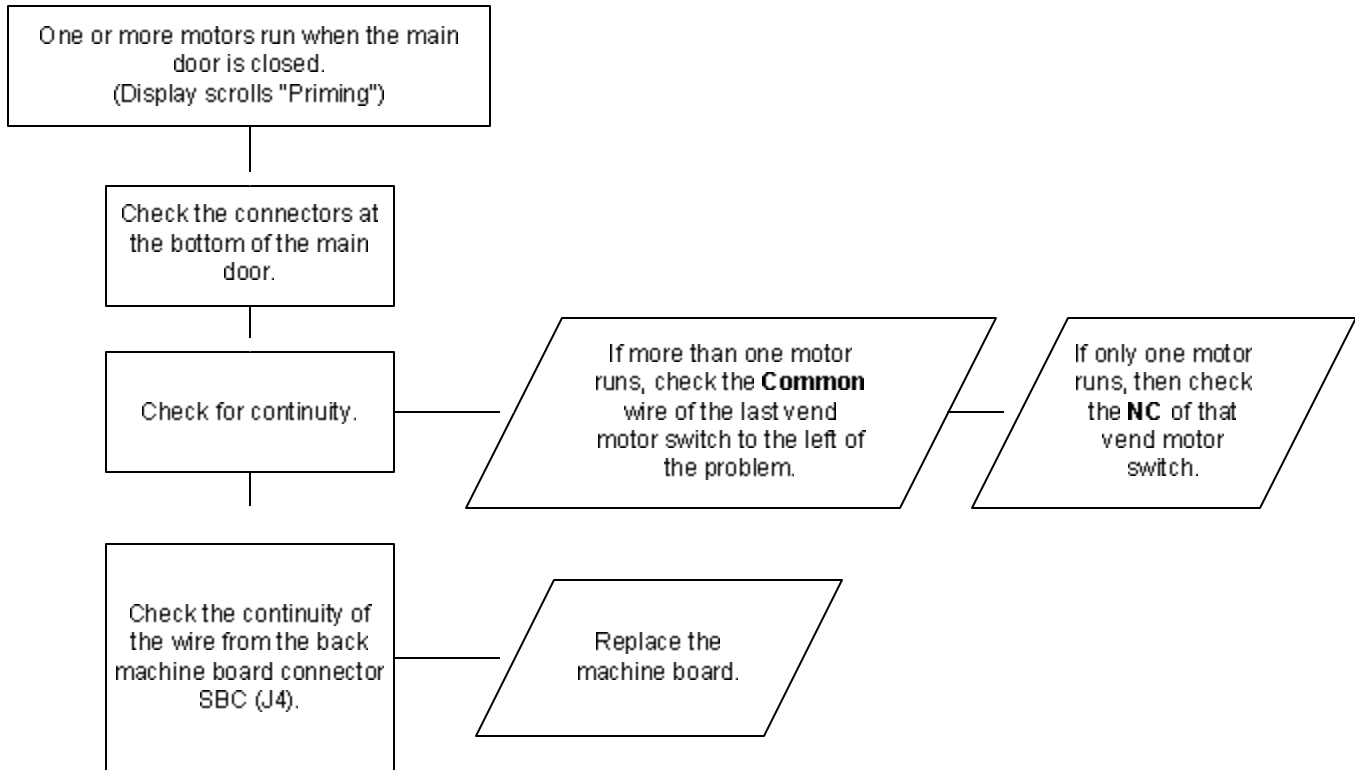 One or more motors run when the main
door is closed.
(Display scrolls "Priming")
Check the connectors at
the bottom of the main
door.
Check for continuity.
If more than one motor
runs, check the Common
wire of the last vend
motor switch to the left of
the problem.
If only one motor
runs, then check
the NC of that
vend motor
switch.
Check the continuity of
the wire from the back
machine board connector
SBC (J4).
Replace the
machine board.